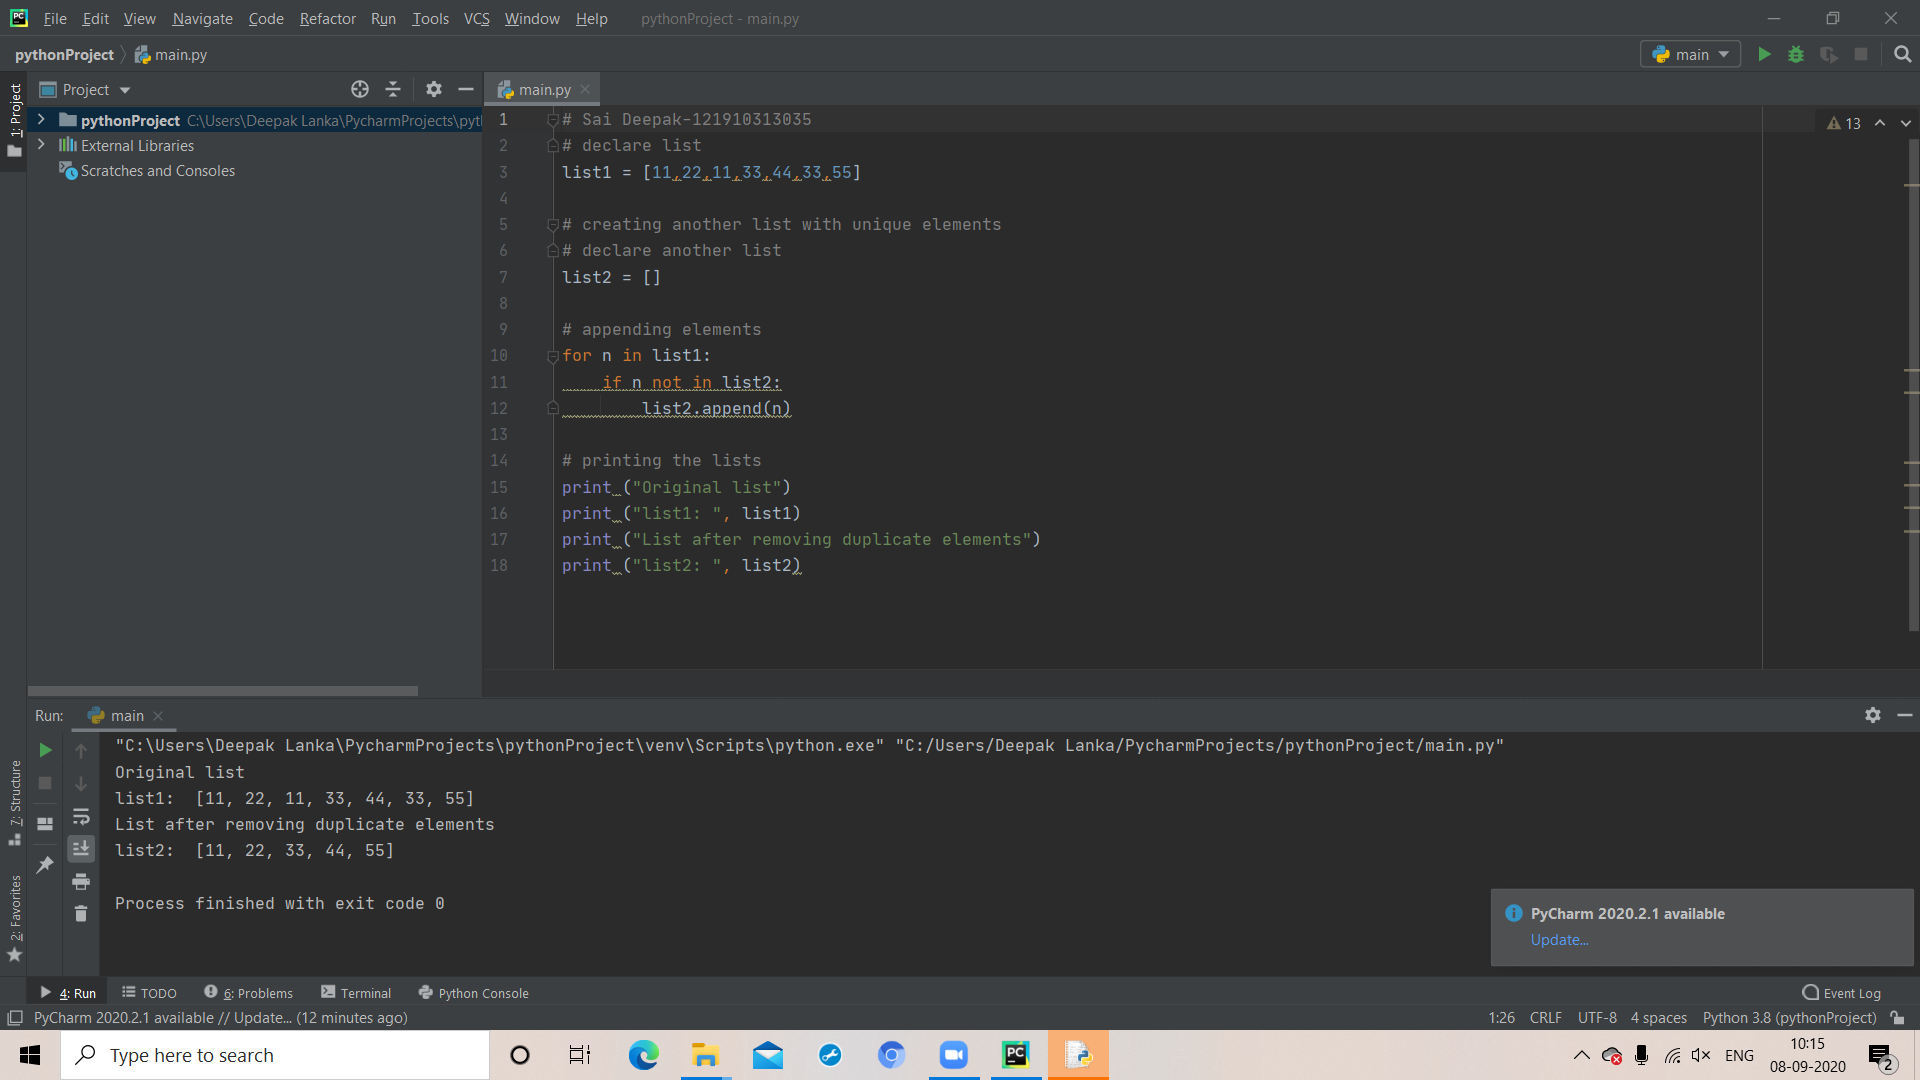 File Edit View Navigate Code Refactor Run Tools VCS Window Help pythonProject - main.py
pythonProject main.py
main
1: Project
Project
main.py
pythonProject C:\Users\Deepak Lanka\PycharmProjects\pyt
External Libraries
Scratches and Consoles
13
1 # Sai Deepak-121910313035
2 # declare list
3 list1 = [11,22,11,33,44,33,55]
4
5 # creating another list with unique elements
6 # declare another list
7 list2 = []
8
9 # appending elements
10 for n in list1:
11 if n not in list2:
12 list2.append(n)
13
14 # printing the lists
15 print ("Original list")
16 print ("list1: ", list1)
17 print ("List after removing duplicate elements")
18 print ("list2: ", list2)
Run: main
"C:\Users\Deepak Lanka\PycharmProjects\pythonProject\venv\Scripts\python.exe" "C:/Users/Deepak Lanka/PycharmProjects/pythonProject/main.py"
Original list
list1:  [11, 22, 11, 33, 44, 33, 55]
List after removing duplicate elements
list2:  [11, 22, 33, 44, 55]
Process finished with exit code 0
7: Structure
2: Favorites
PyCharm 2020.2.1 available
Update...
4: Run TODO 6: Problems Terminal Python Console Event Log
PyCharm 2020.2.1 available // Update... (12 minutes ago) 1:26 CRLF UTF-8 4 spaces Python 3.8 (pythonProject)
Type here to search
PC
ENG
10:15
08-09-2020
2